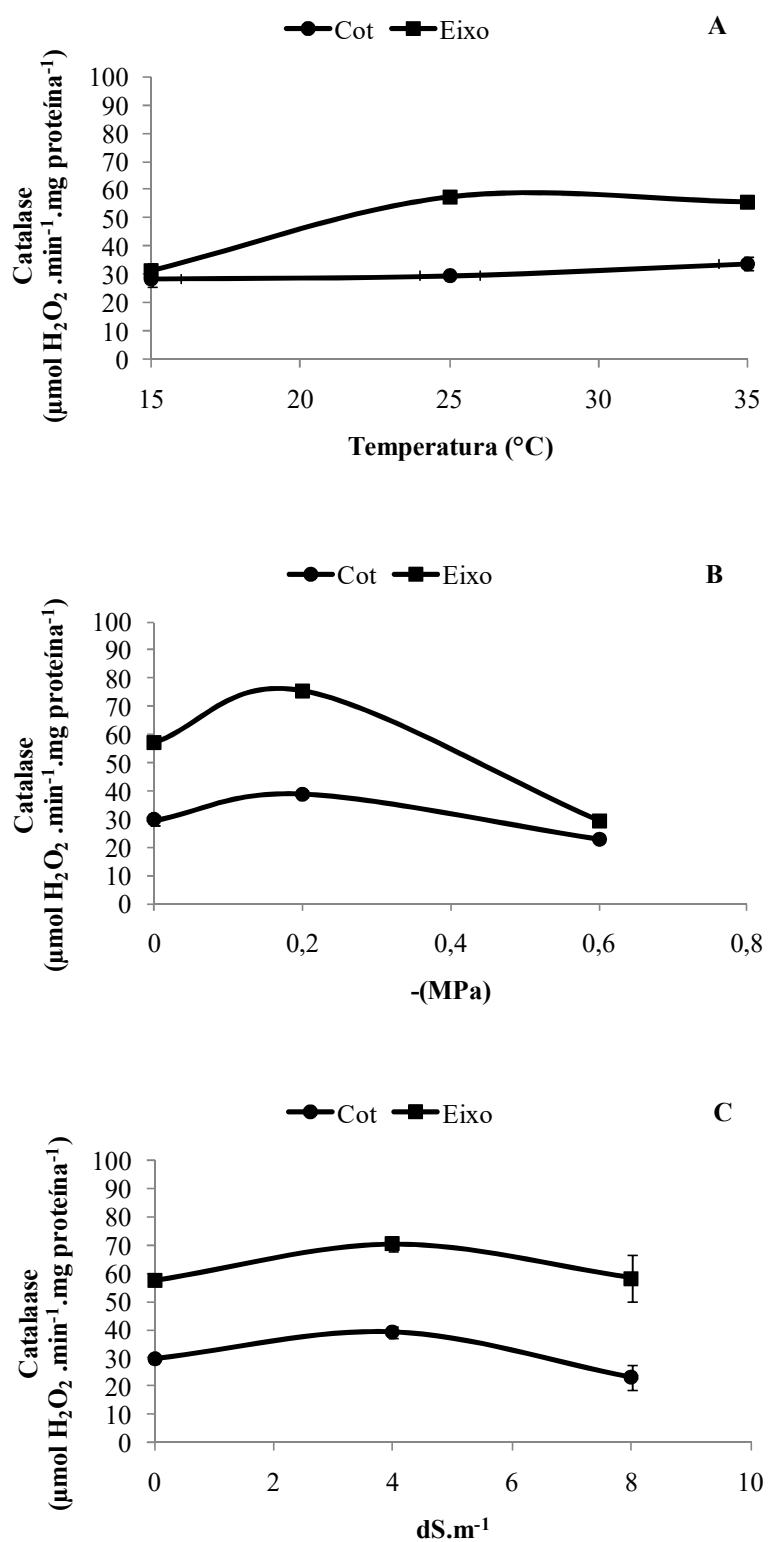 Cot Eixo A
Catalase
(µmol H₂O₂ .min⁻¹.mg proteína⁻¹)
100
90
80
70
60
50
40
30
20
10
0
15 20 25 30 35
Temperatura (°C)
Cot Eixo B
Catalase
(µmol H₂O₂ .min⁻¹.mg proteína⁻¹)
100
90
80
70
60
50
40
30
20
10
0
0 0,2 0,4 0,6 0,8
-(MPa)
Cot Eixo C
Catalaase
(µmol H₂O₂ .min⁻¹.mg proteína⁻¹)
100
90
80
70
60
50
40
30
20
10
0
0 2 4 6 8 10
dS.m⁻¹